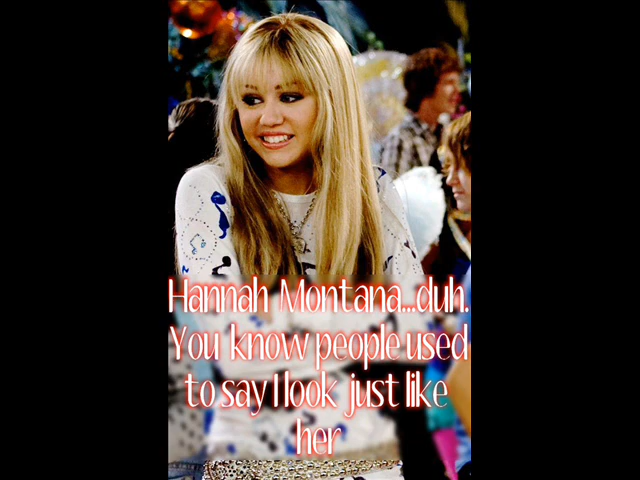 Hannah Montana...duh.
You know people used
to say I look just like
her